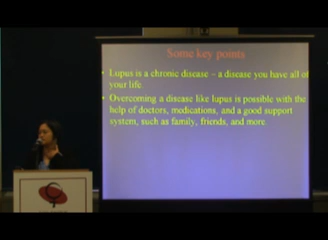 Some key points
• Lupus is a chronic disease – a disease you have all of
your life
• Overcoming a disease like lupus is possible with the
help of doctors, medications, and a good support
system, such as family, friends, and more.